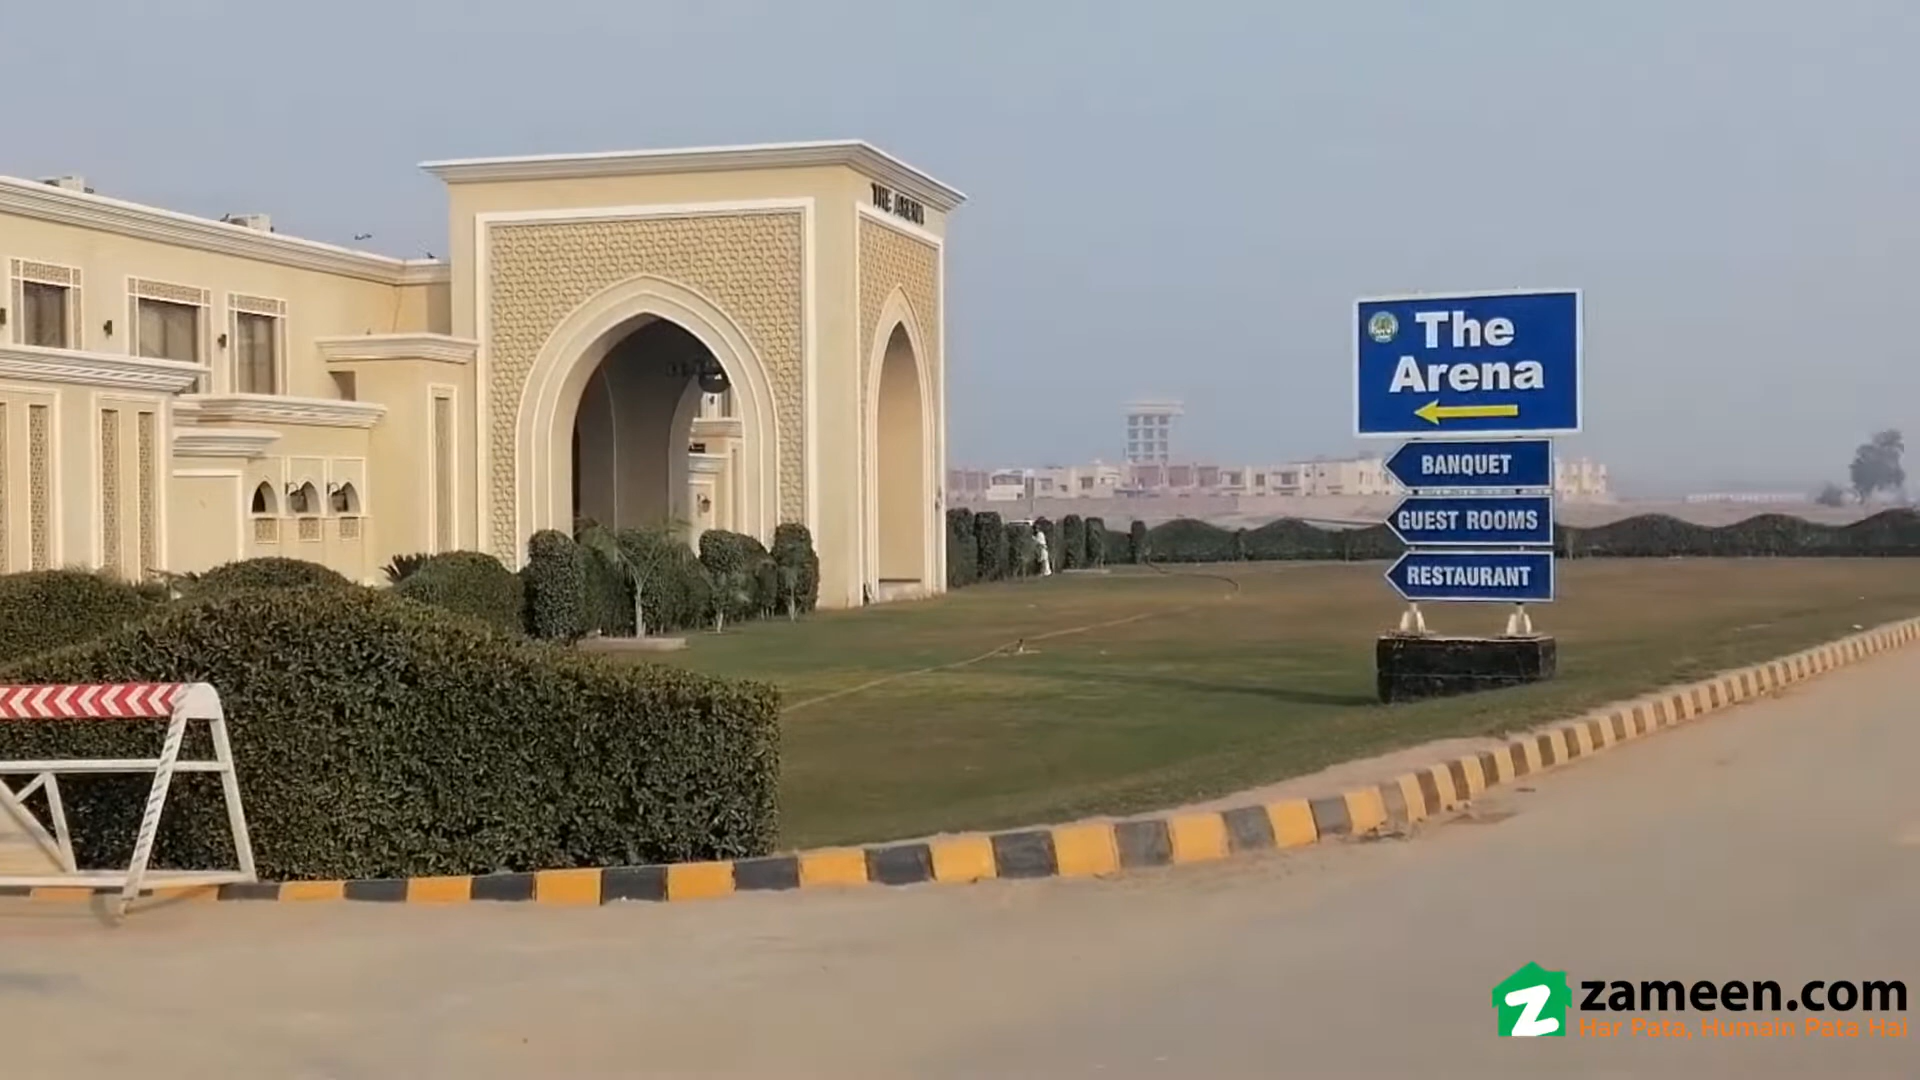 THE ARENA
The
Arena
BANQUET
GUEST ROOMS
RESTAURANT
zameen.com
Har Pata, Humain Pata Hai